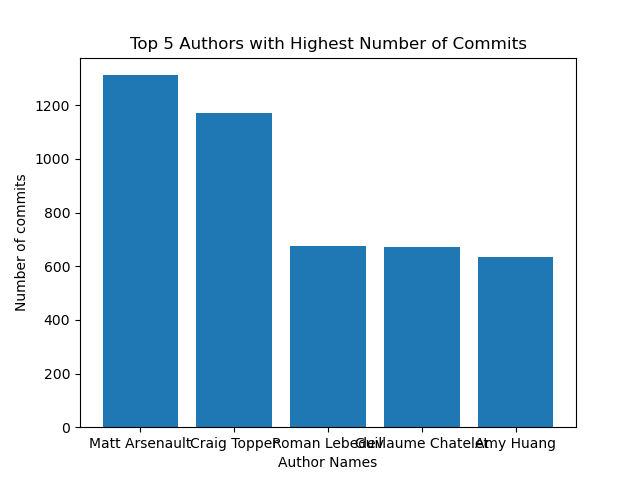 Top 5 Authors with Highest Number of Commits
Number of commits
1200
1000
800
600
400
200
0
Matt Arsenault Craig Topper Roman Lebedev Guillaume Chatelet Amy Huang
Author Names